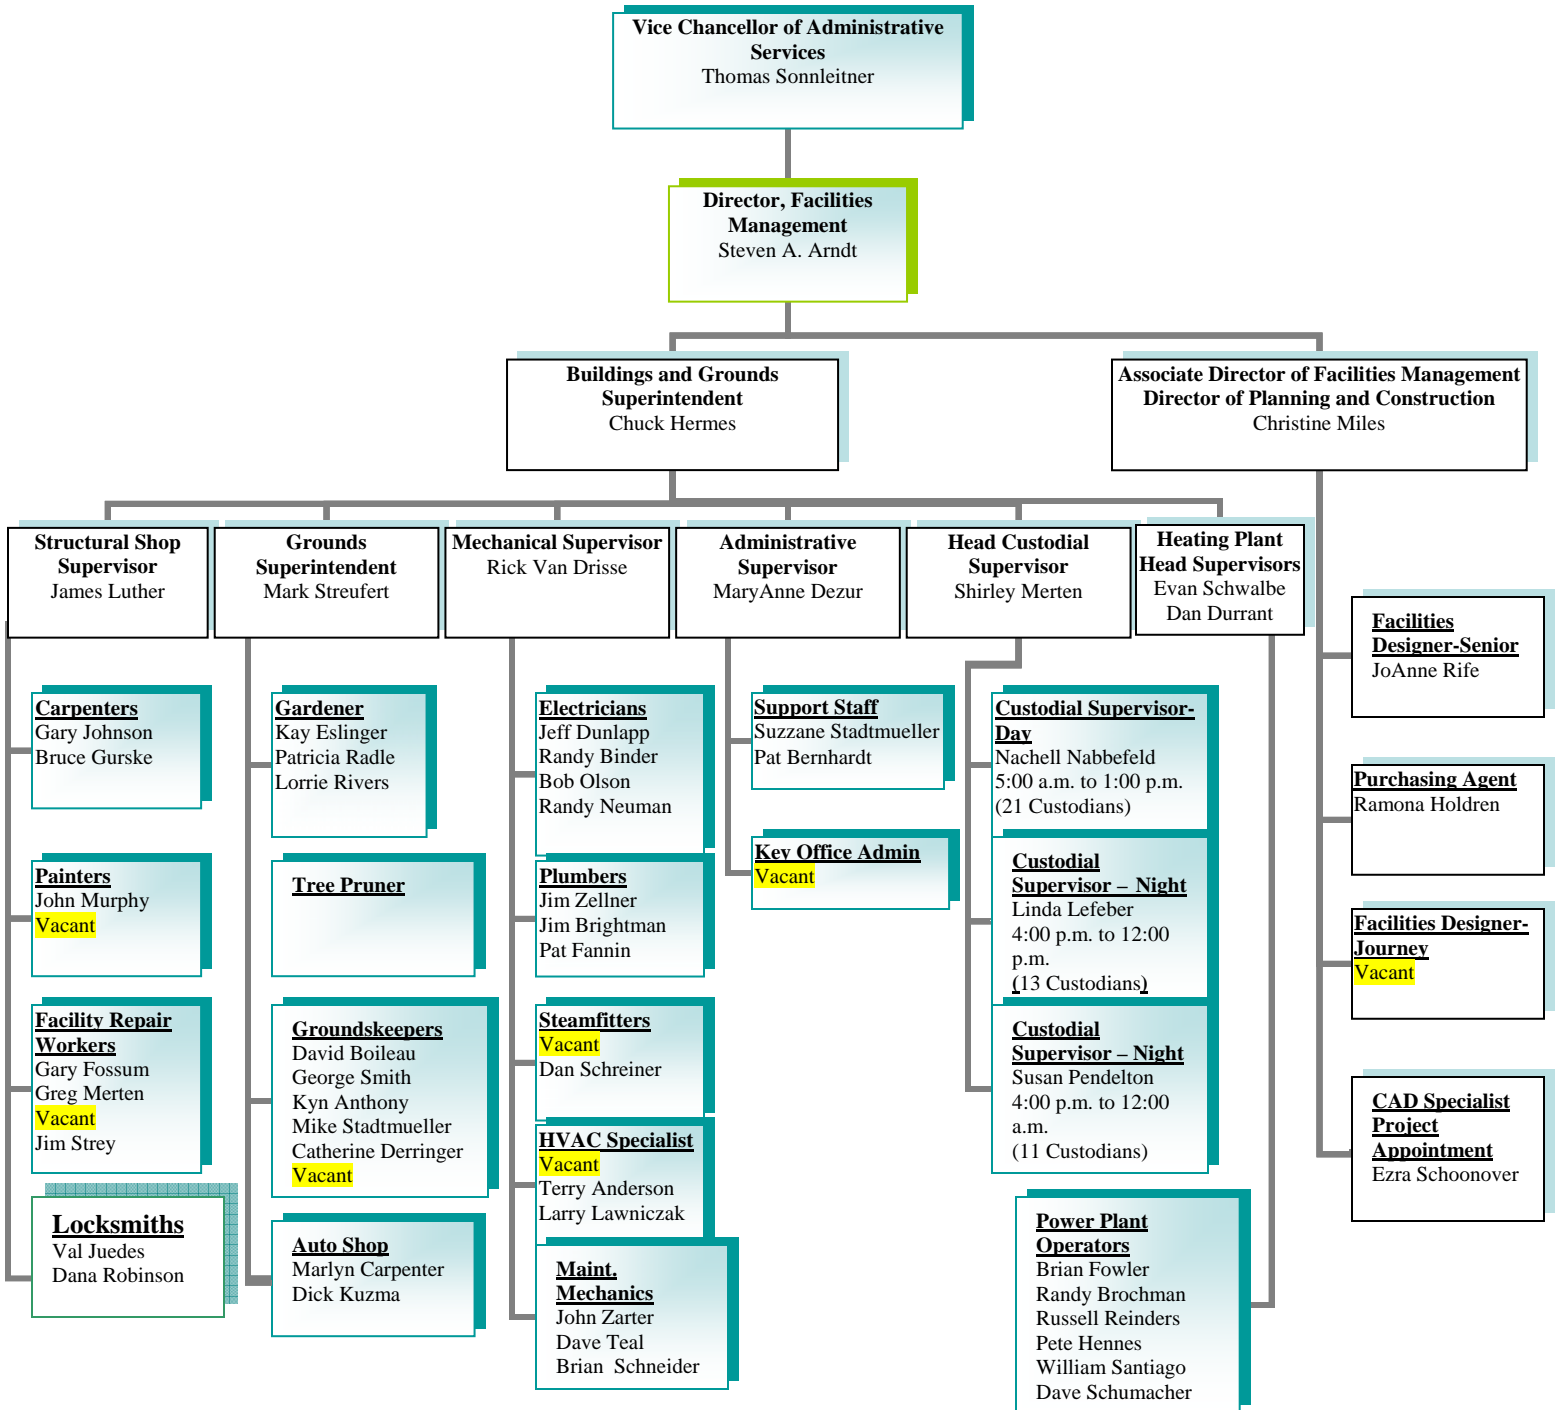 Vice Chancellor of Administrative
Services
Thomas Sonnleitner
Director, Facilities
Management
Steven A. Arndt
Buildings and Grounds
Superintendent
Chuck Hermes
Associate Director of Facilities Management
Director of Planning and Construction
Christine Miles
Structural Shop
Supervisor
James Luther
Grounds
Superintendent
Mark Streufert
Mechanical Supervisor
Rick Van Drisse
Administrative
Supervisor
MaryAnne Dezur
Head Custodial
Supervisor
Shirley Merten
Heating Plant
Head Supervisors
Evan Schwalbe
Dan Durrant
Carpenters
Gary Johnson
Bruce Gurske
Painters
John Murphy
Vacant
Facility Repair
Workers
Gary Fossum
Greg Merten
Vacant
Jim Strey
Locksmiths
Val Juedes
Dana Robinson
Gardener
Kay Eslinger
Patricia Radle
Lorrie Rivers
Tree Pruner
Groundskeepers
David Boileau
George Smith
Kyn Anthony
Mike Stadtmueller
Catherine Derringer
Vacant
Auto Shop
Marlyn Carpenter
Dick Kuzma
Electricians
Jeff Dunlapp
Randy Binder
Bob Olson
Randy Neuman
Plumbers
Jim Zellner
Jim Brightman
Pat Fannin
Steamfitters
Vacant
Dan Schreiner
HVAC Specialist
Vacant
Terry Anderson
Larry Lawniczak
Maint.
Mechanics
John Zarter
Dave Teal
Brian Schneider
Support Staff
Suzzane Stadtmueller
Pat Bernhardt
Key Office Admin
Vacant
Custodial Supervisor-
Day
Nachell Nabbefeld
5:00 a.m. to 1:00 p.m.
(21 Custodians)
Custodial
Supervisor – Night
Linda Lefeber
4:00 p.m. to 12:00
p.m.
(13 Custodians)
Custodial
Supervisor – Night
Susan Pendelton
4:00 p.m. to 12:00
a.m.
(11 Custodians)
Power Plant
Operators
Brian Fowler
Randy Brochman
Russell Reinders
Pete Hennes
William Santiago
Dave Schumacher
Facilities
Designer-Senior
JoAnne Rife
Purchasing Agent
Ramona Holdren
Facilities Designer-
Journey
Vacant
CAD Specialist
Project
Appointment
Ezra Schoonover